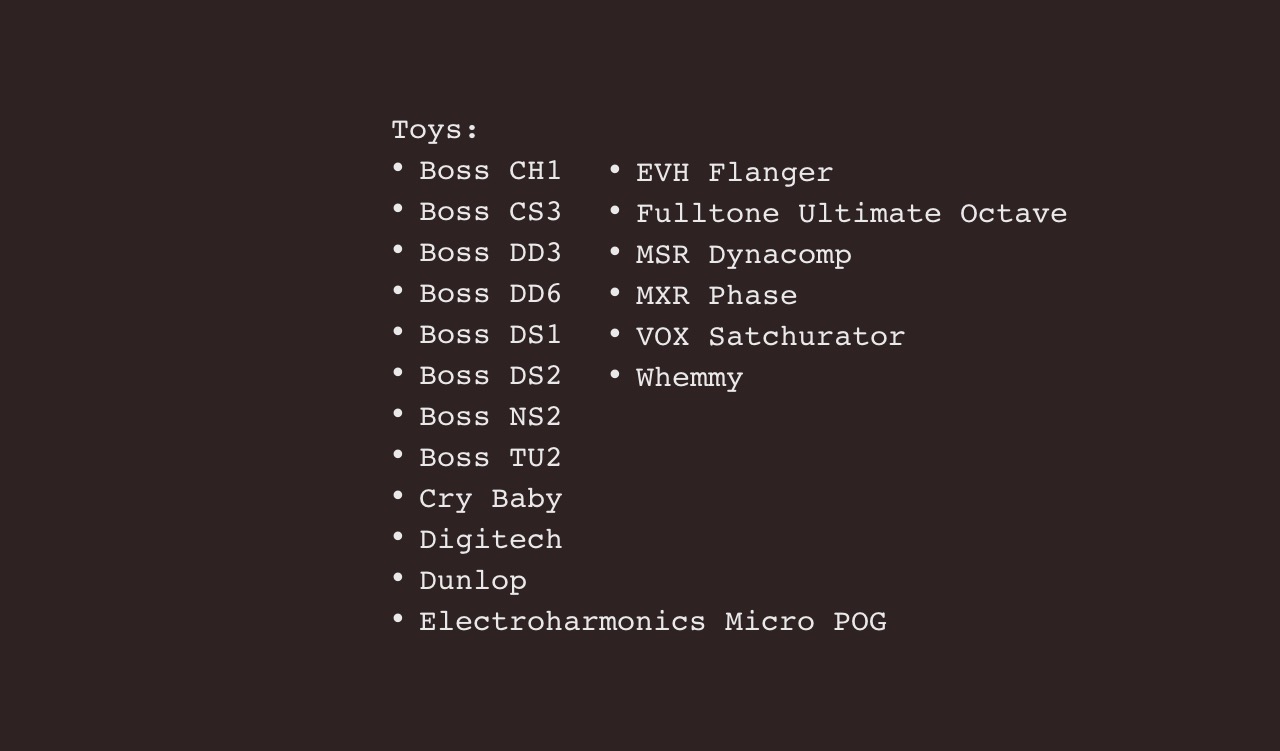 Toys:
• Boss CH1
• Boss CS3
• Boss DD3
• Boss DD6
• Boss DS1
• Boss DS2
• Boss NS2
• Boss TU2
• Cry Baby
• Digitech
• Dunlop
• Electroharmonics Micro POG
• EVH Flanger
• Fulltone Ultimate Octave
• MSR Dynacomp
• MXR Phase
• VOX Satchurator
• Whemmy